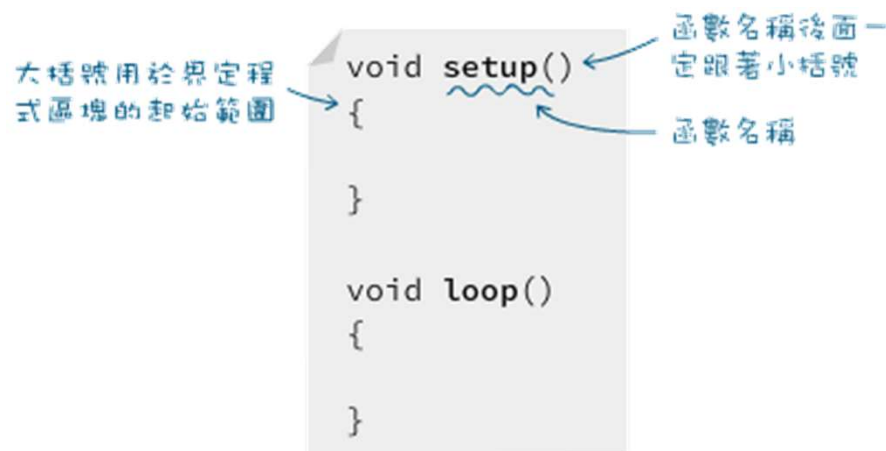 大括號用於界定程
式區塊的起始範圍
void setup()
{
}
void loop()
{
}
函數名稱後面一
定跟著小括號
函數名稱